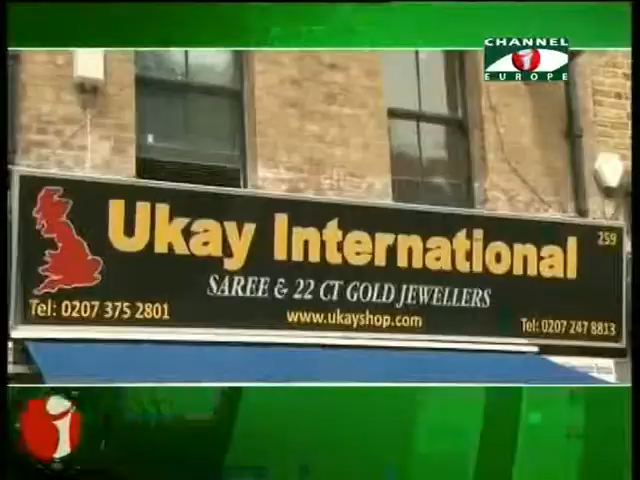 CHANNEL
i
EUROPE
Ukay International
259
SAREE & 22 CT GOLD JEWELLERS
Tel: 0207 375 2801
www.ukayshop.com
Tel: 0207 247 8813
i